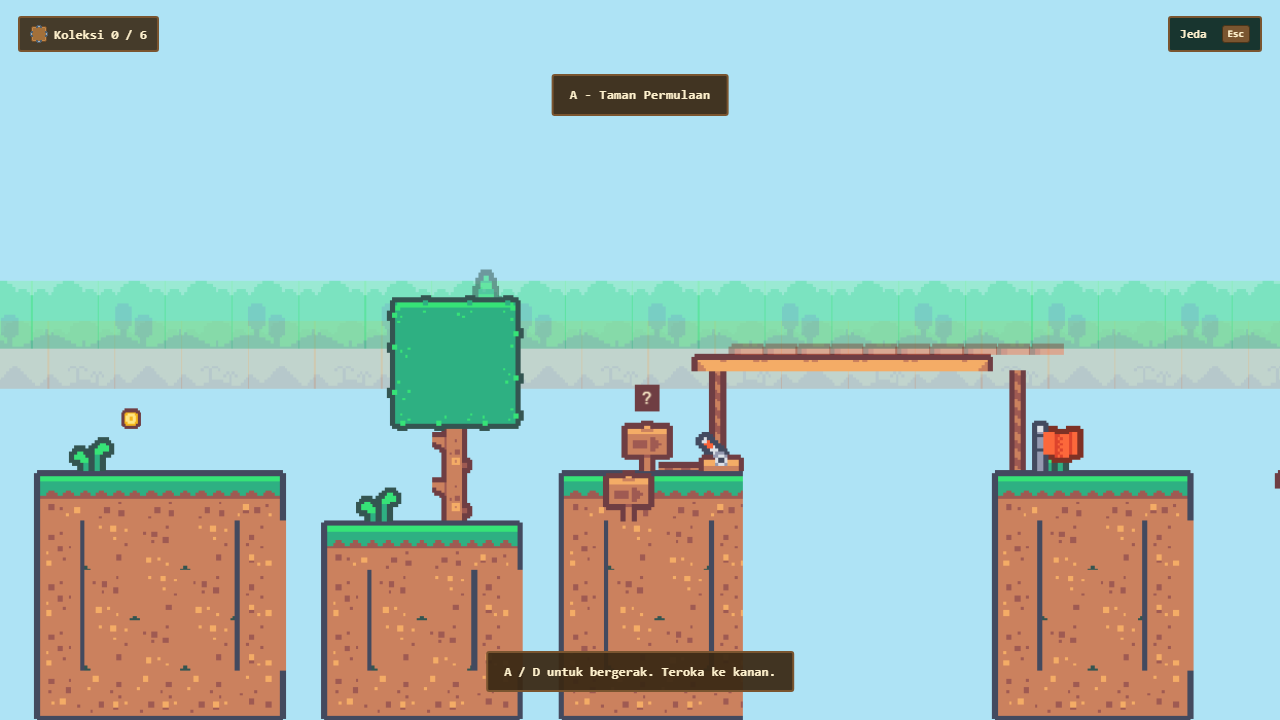 Koleksi 0 / 6
Jeda Esc
A - Taman Permulaan
?
A / D untuk bergerak. Teroka ke kanan.